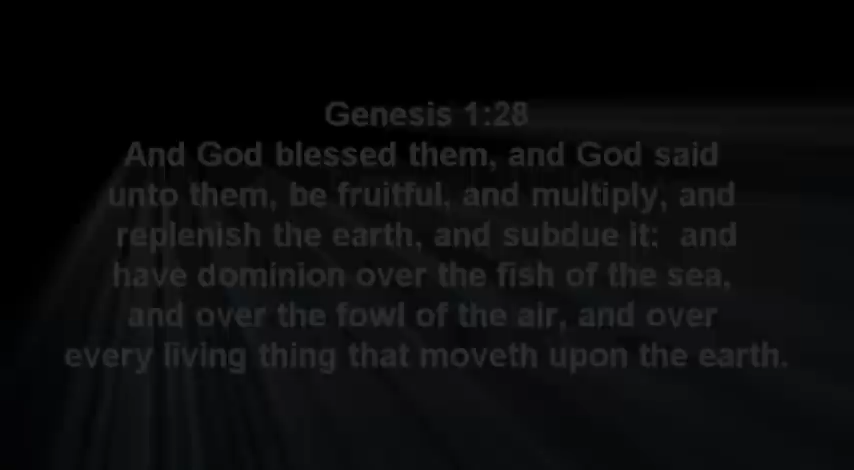 Genesis 1:28
And God blessed them, and God said
unto them, be fruitful, and multiply, and
replenish the earth, and subdue it:  and
have dominion over the fish of the sea,
and over the fowl of the air, and over
every living thing that moveth upon the earth.